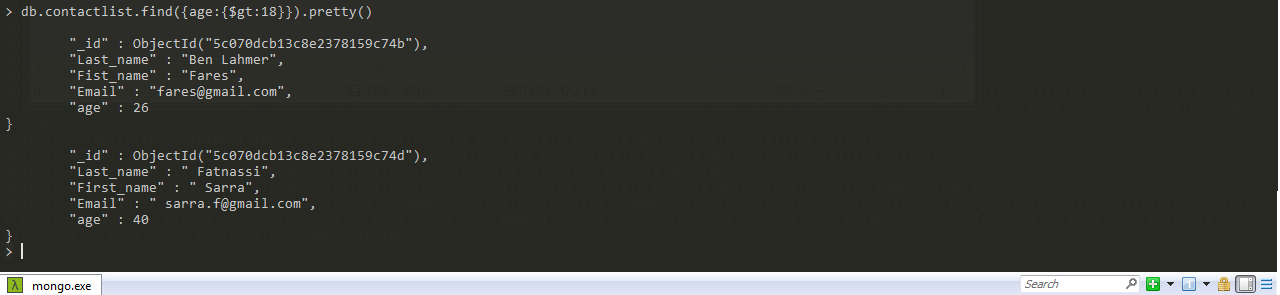 > db.contactlist.find({age:{$gt:18}}).pretty()
"_id" : ObjectId("5c070dcb13c8e2378159c74b"),
"Last_name" : "Ben Lahmer",
"Fist_name" : "Fares",
"Email" : "fares@gmail.com",
"age" : 26
}
"_id" : ObjectId("5c070dcb13c8e2378159c74d"),
"Last_name" : " Fatnassi",
"First_name" : " Sarra",
"Email" : " sarra.f@gmail.com",
"age" : 40
}
>
λ mongo.exe
Search